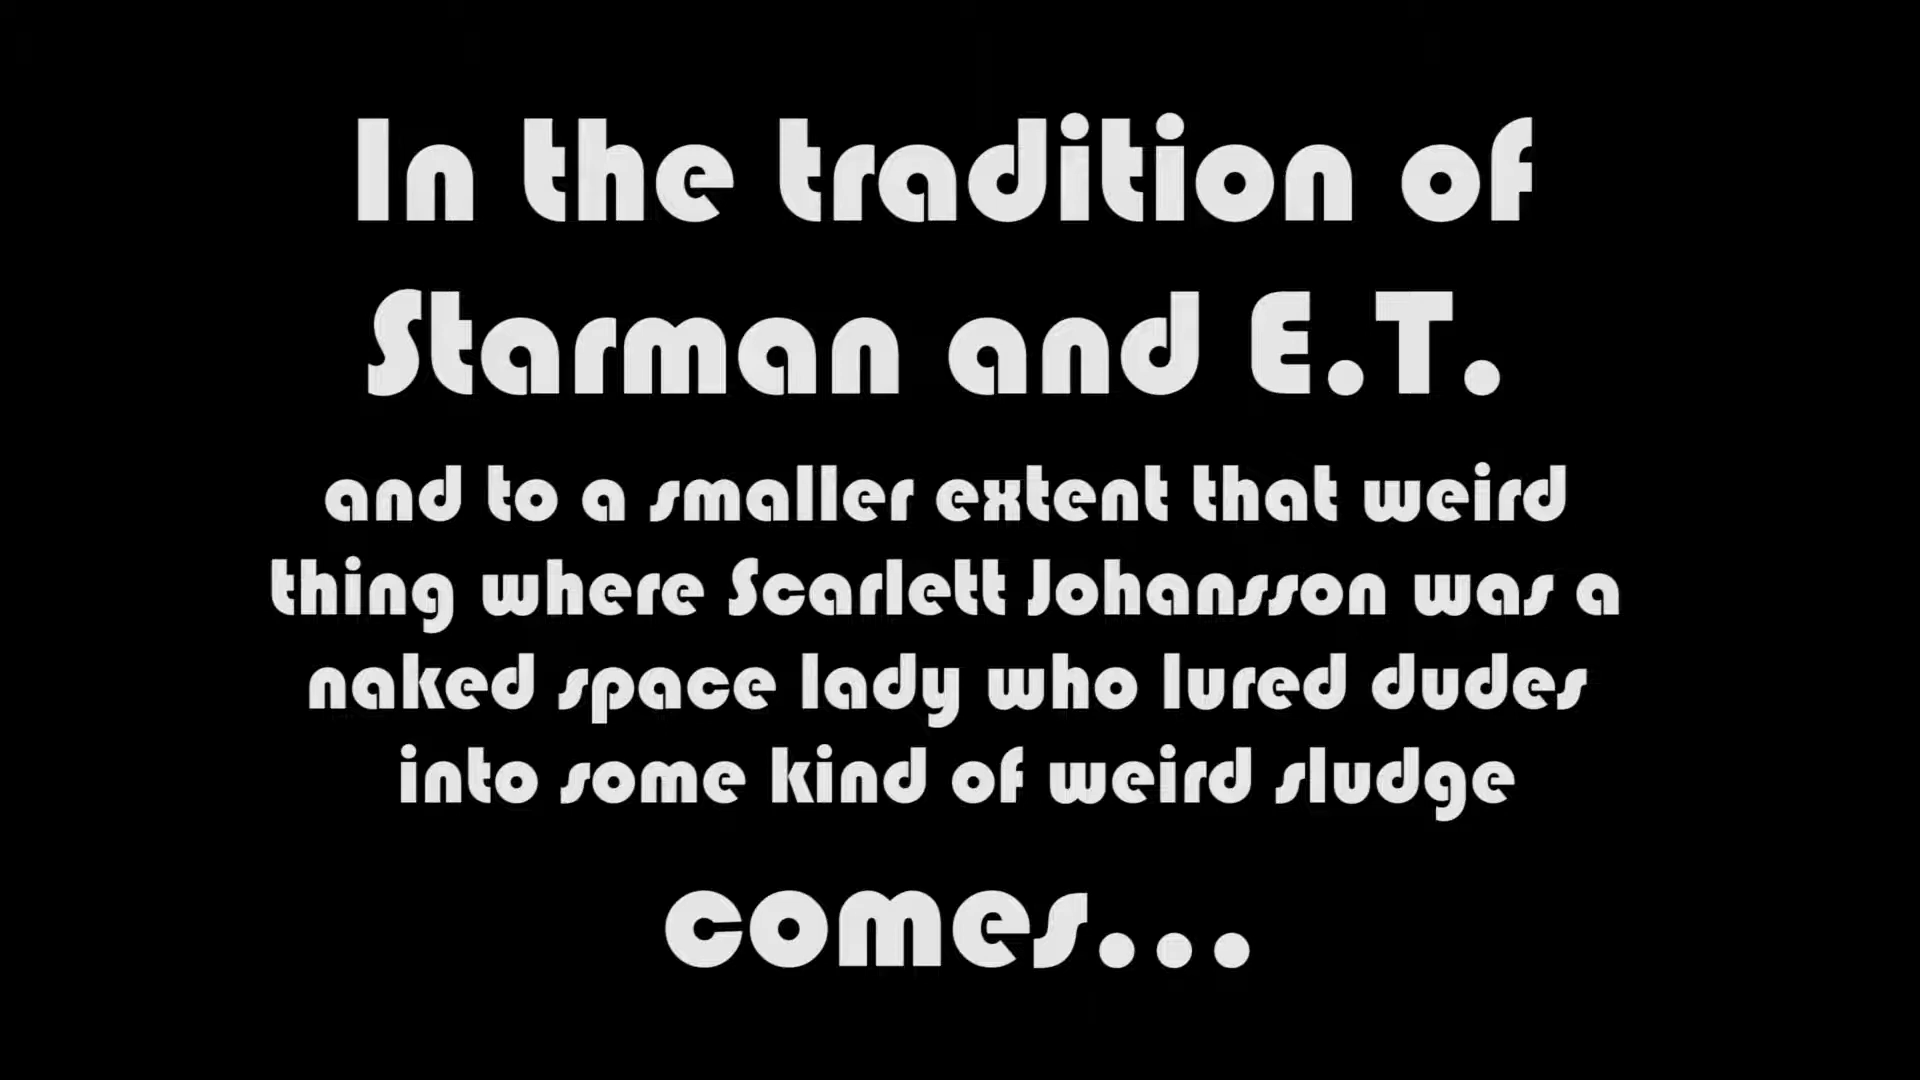 In the tradition of
Starman and E.T.
and to a smaller extent that weird
thing where Scarlett Johansson was a
naked space lady who lured dudes
into some kind of weird sludge
comes...